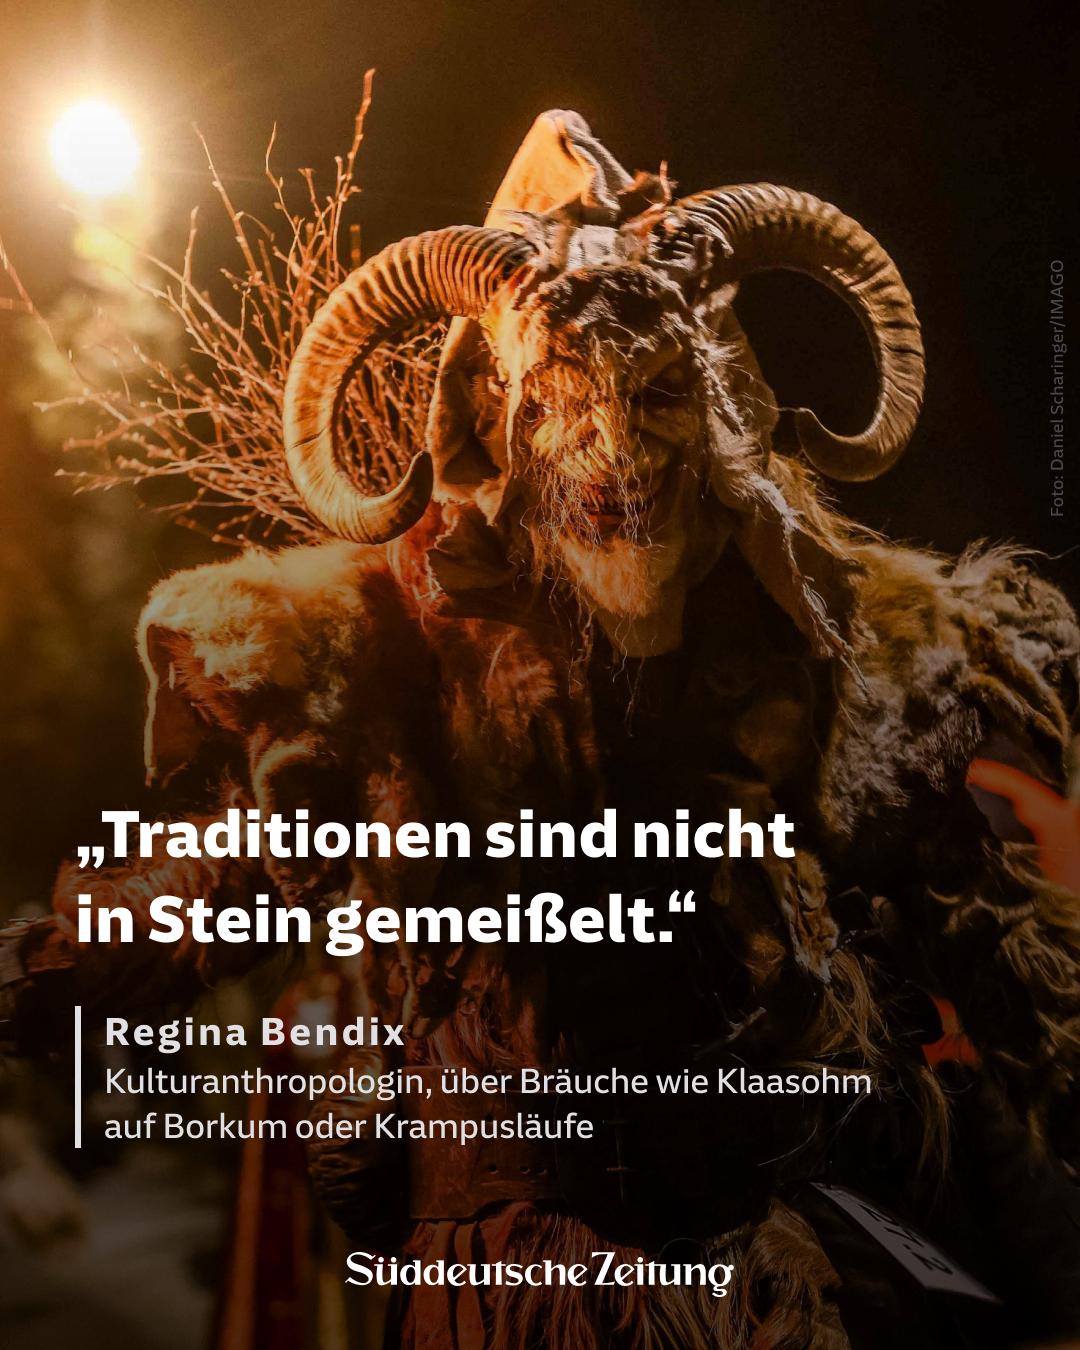 „Traditionen sind nicht
in Stein gemeißelt.“
Regina Bendix
Kulturanthropologin, über Bräuche wie Klaasohm
auf Borkum oder Krampusläufe
Süddeutsche Zeitung
Foto: Daniel Scharinger/IMAGO